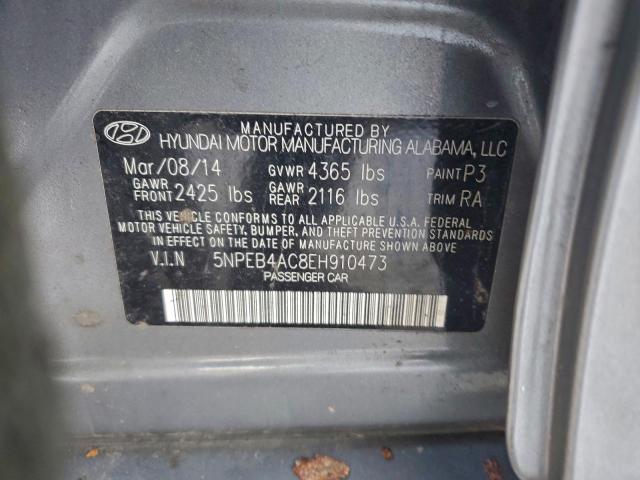 MANUFACTURED BY
HYUNDAI MOTOR MANUFACTURING ALABAMA, LLC
Mar/08/14 GVWR 4365 lbs PAINT P3
GAWR FRONT 2425 lbs GAWR REAR 2116 lbs TRIM RA
THIS VEHICLE CONFORMS TO ALL APPLICABLE U.S.A. FEDERAL
MOTOR VEHICLE SAFETY, BUMPER, AND THEFT PREVENTION STANDARDS
IN EFFECT ON THE DATE OF MANUFACTURE SHOWN ABOVE.
V.I.N 5NPEB4AC8EH910473
PASSENGER CAR